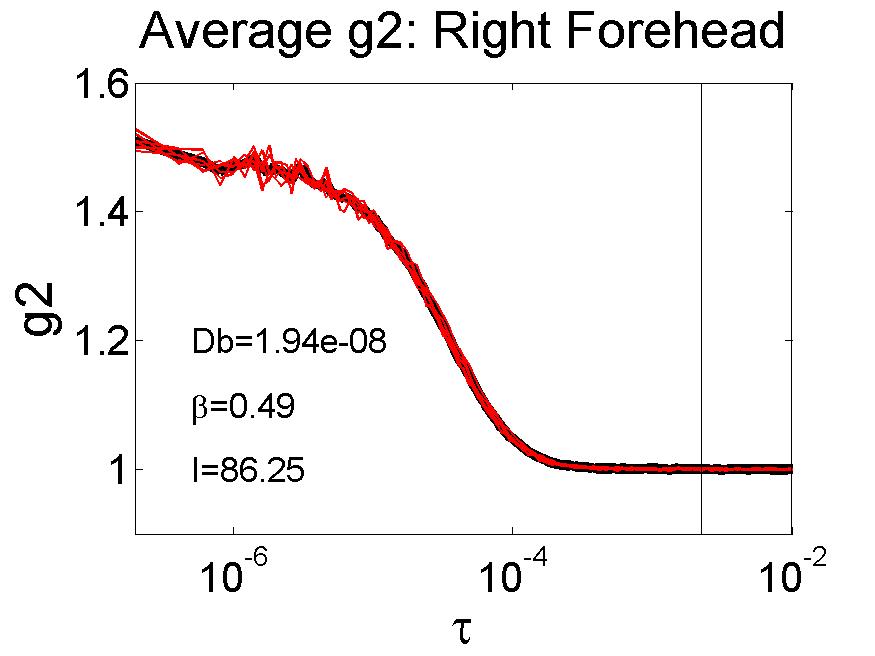 Average g2: Right Forehead
1.6
1.4
1.2
1
g2
Db=1.94e-08
β=0.49
I=86.25
10^-6
10^-4
10^-2
τ